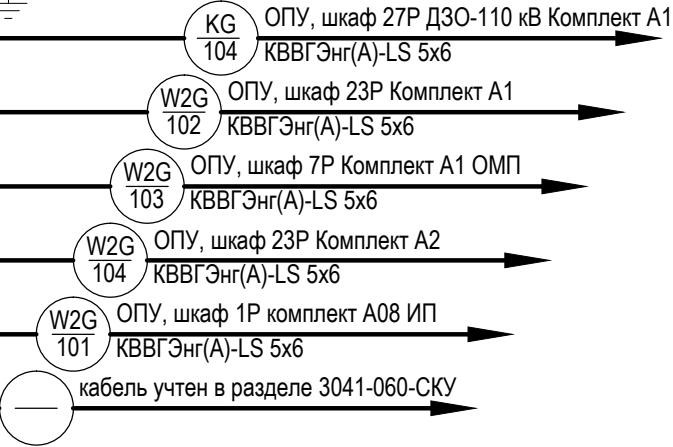 KG
104
ОПУ, шкаф 27Р ДЗО-110 кВ Комплект А1
КВВГЭнг(А)-LS 5х6
W2G
102
ОПУ, шкаф 23Р Комплект А1
КВВГЭнг(А)-LS 5х6
W2G
103
ОПУ, шкаф 7Р Комплект А1 ОМП
КВВГЭнг(А)-LS 5х6
W2G
104
ОПУ, шкаф 23Р Комплект А2
КВВГЭнг(А)-LS 5х6
W2G
101
ОПУ, шкаф 1Р комплект А08 ИП
КВВГЭнг(А)-LS 5х6
кабель учтен в разделе 3041-060-СКУ